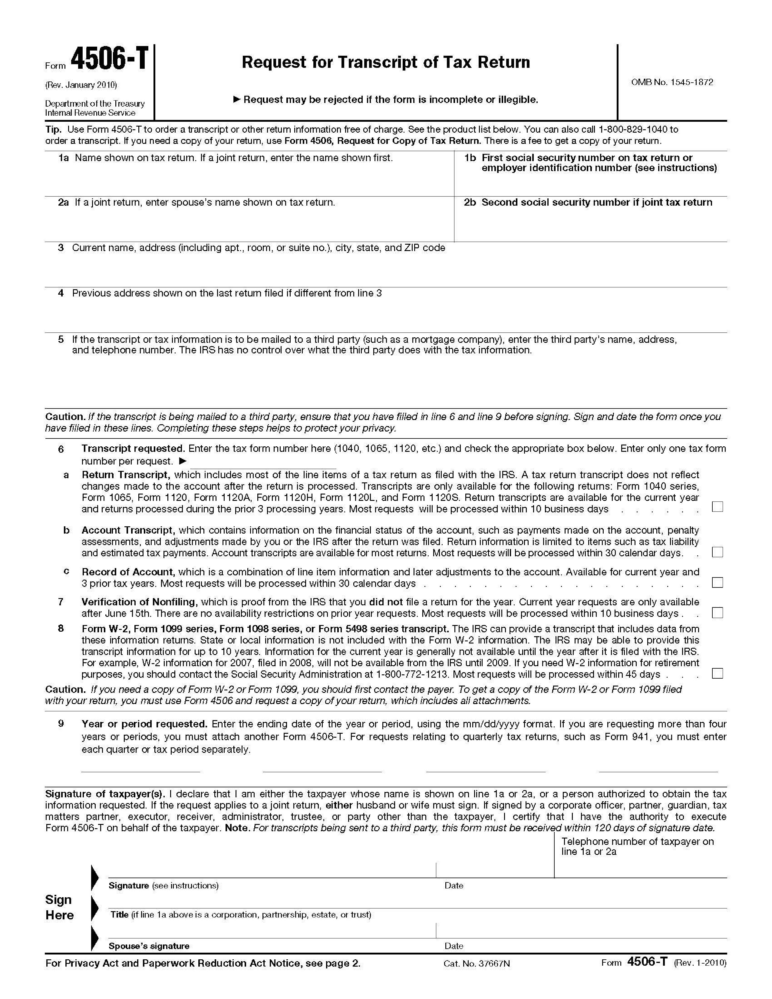 Form 4506-T
(Rev. January 2010)
Department of the Treasury
Internal Revenue Service
Request for Transcript of Tax Return
▶ Request may be rejected if the form is incomplete or illegible.
OMB No. 1545-1872
Tip. Use Form 4506-T to order a transcript or other return information free of charge. See the product list below. You can also call 1-800-829-1040 to
order a transcript. If you need a copy of your return, use Form 4506, Request for Copy of Tax Return. There is a fee to get a copy of your return.
1a Name shown on tax return. If a joint return, enter the name shown first.
1b First social security number on tax return or
employer identification number (see instructions)
2a If a joint return, enter spouse's name shown on tax return.
2b Second social security number if joint tax return
3 Current name, address (including apt., room, or suite no.), city, state, and ZIP code
4 Previous address shown on the last return filed if different from line 3
5 If the transcript or tax information is to be mailed to a third party (such as a mortgage company), enter the third party's name, address,
and telephone number. The IRS has no control over what the third party does with the tax information.
Caution. If the transcript is being mailed to a third party, ensure that you have filled in line 6 and line 9 before signing. Sign and date the form once you
have filled in these lines. Completing these steps helps to protect your privacy.
6 Transcript requested. Enter the tax form number here (1040, 1065, 1120, etc.) and check the appropriate box below. Enter only one tax form
number per request. ▶
a Return Transcript, which includes most of the line items of a tax return as filed with the IRS. A tax return transcript does not reflect
changes made to the account after the return is processed. Transcripts are only available for the following returns: Form 1040 series,
Form 1065, Form 1120, Form 1120A, Form 1120H, Form 1120L, and Form 1120S. Return transcripts are available for the current year
and returns processed during the prior 3 processing years. Most requests will be processed within 10 business days . . . . . .
b Account Transcript, which contains information on the financial status of the account, such as payments made on the account, penalty
assessments, and adjustments made by you or the IRS after the return was filed. Return information is limited to items such as tax liability
and estimated tax payments. Account transcripts are available for most returns. Most requests will be processed within 30 calendar days. .
c Record of Account, which is a combination of line item information and later adjustments to the account. Available for current year and
3 prior tax years. Most requests will be processed within 30 calendar days . . . . . . . . . . . . . . . . . . .
7 Verification of Nonfiling, which is proof from the IRS that you did not file a return for the year. Current year requests are only available
after June 15th. There are no availability restrictions on prior year requests. Most requests will be processed within 10 business days . .
8 Form W-2, Form 1099 series, Form 1098 series, or Form 5498 series transcript. The IRS can provide a transcript that includes data from
these information returns. State or local information is not included with the Form W-2 information. The IRS may be able to provide this
transcript information for up to 10 years. Information for the current year is generally not available until the year after it is filed with the IRS.
For example, W-2 information for 2007, filed in 2008, will not be available from the IRS until 2009. If you need W-2 information for retirement
purposes, you should contact the Social Security Administration at 1-800-772-1213. Most requests will be processed within 45 days . . .
Caution. If you need a copy of Form W-2 or Form 1099, you should first contact the payer. To get a copy of the Form W-2 or Form 1099 filed
with your return, you must use Form 4506 and request a copy of your return, which includes all attachments.
9 Year or period requested. Enter the ending date of the year or period, using the mm/dd/yyyy format. If you are requesting more than four
years or periods, you must attach another Form 4506-T. For requests relating to quarterly tax returns, such as Form 941, you must enter
each quarter or tax period separately.
Signature of taxpayer(s). I declare that I am either the taxpayer whose name is shown on line 1a or 2a, or a person authorized to obtain the tax
information requested. If the request applies to a joint return, either husband or wife must sign. If signed by a corporate officer, partner, guardian, tax
matters partner, executor, receiver, administrator, trustee, or party other than the taxpayer, I certify that I have the authority to execute
Form 4506-T on behalf of the taxpayer. Note. For transcripts being sent to a third party, this form must be received within 120 days of signature date.
Telephone number of taxpayer on
line 1a or 2a
Sign
Here
Signature (see instructions)
Date
Title (if line 1a above is a corporation, partnership, estate, or trust)
Spouse's signature
Date
For Privacy Act and Paperwork Reduction Act Notice, see page 2.
Cat. No. 37667N
Form 4506-T (Rev. 1-2010)